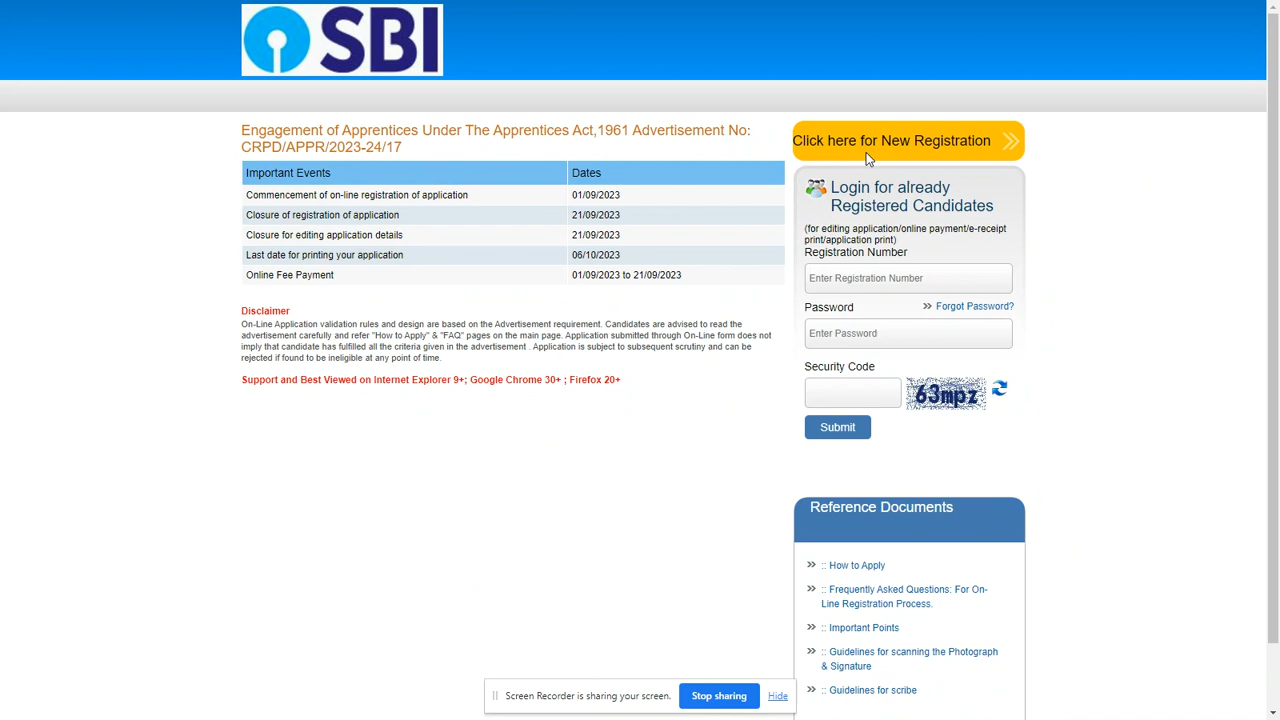 SBI
Engagement of Apprentices Under The Apprentices Act,1961 Advertisement No:
CRPD/APPR/2023-24/17
Important Events Dates
Commencement of on-line registration of application 01/09/2023
Closure of registration of application 21/09/2023
Closure for editing application details 21/09/2023
Last date for printing your application 06/10/2023
Online Fee Payment 01/09/2023 to 21/09/2023
Disclaimer
On-Line Application validation rules and design are based on the Advertisement requirement. Candidates are advised to read the
advertisement carefully and refer "How to Apply" & "FAQ" pages on the main page. Application submitted through On-Line form does not
imply that candidate has fulfilled all the criteria given in the advertisement . Application is subject to subsequent scrutiny and can be
rejected if found to be ineligible at any point of time.
Support and Best Viewed on Internet Explorer 9+; Google Chrome 30+ ; Firefox 20+
Click here for New Registration
Login for already
Registered Candidates
(for editing application/online payment/e-receipt
print/application print)
Registration Number
Enter Registration Number
Password Forgot Password?
Enter Password
Security Code
63mpz
Submit
Reference Documents
:: How to Apply
:: Frequently Asked Questions: For On-
Line Registration Process.
:: Important Points
:: Guidelines for scanning the Photograph
& Signature
:: Guidelines for scribe
Screen Recorder is sharing your screen. Stop sharing Hide